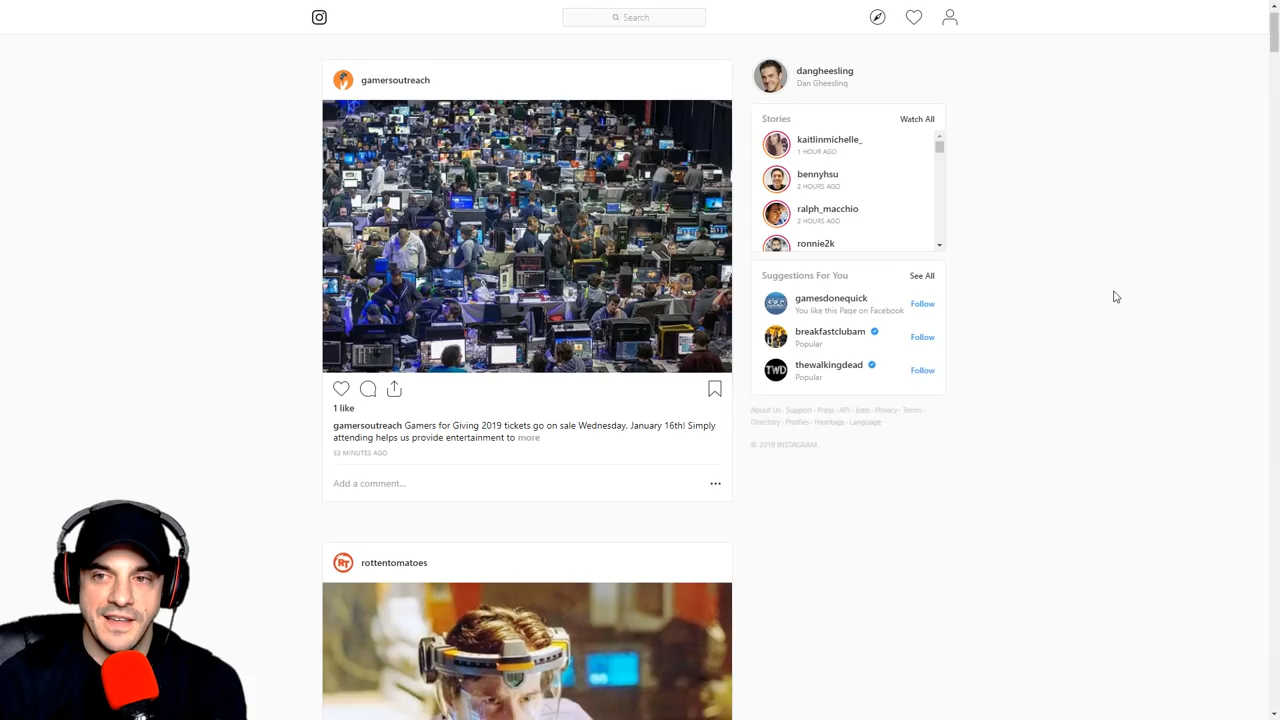 Search
gamersoutreach
1 like
gamersoutreach Gamers for Giving 2019 tickets go on sale Wednesday, January 16th! Simply
attending helps us provide entertainment to more
53 MINUTES AGO
Add a comment...
RT
rottentomatoes
dangheesling
Dan Gheesling
Stories
Watch All
kaitlinmichelle_
1 HOUR AGO
bennyhsu
2 HOURS AGO
ralph_macchio
2 HOURS AGO
ronnie2k
Suggestions For You
See All
gamesdonequick
You like this Page on Facebook
Follow
breakfastclubam
Popular
Follow
TWD
thewalkingdead
Popular
Follow
About Us · Support · Press · API · Jobs · Privacy · Terms
Directory · Profiles · Hashtags · Language
© 2019 INSTAGRAM